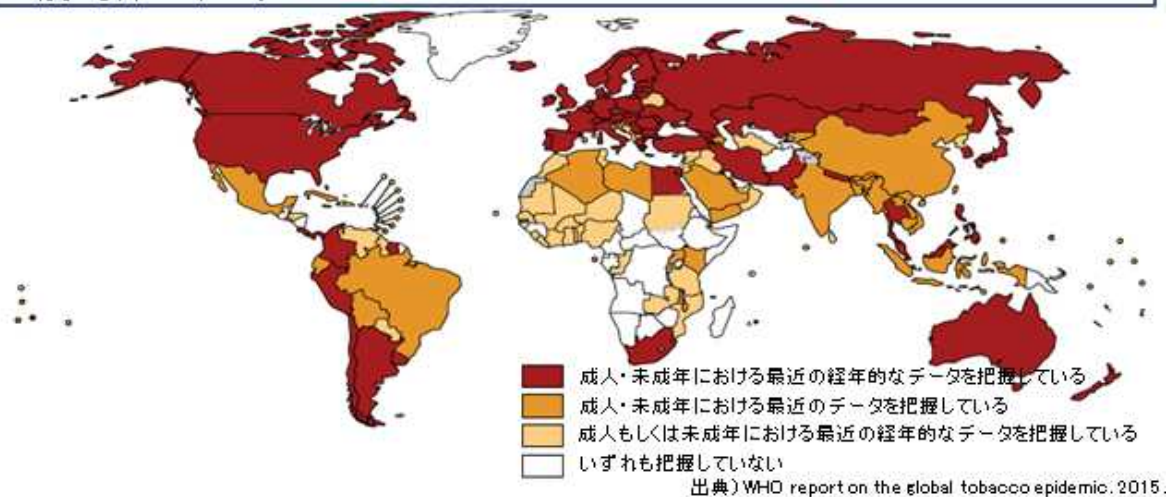 成人・未成年における最近の経年的なデータを把握している
成人・未成年における最近のデータを把握している
成人もしくは未成年における最近の経年的なデータを把握している
いずれも把握していない
出典）WHO report on the global tobacco epidemic. 2015.